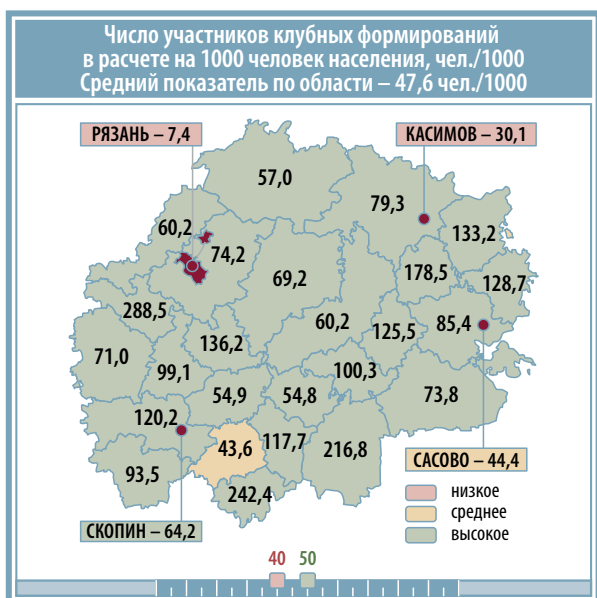 Число участников клубных формирований
в расчете на 1000 человек населения, чел./1000
Средний показатель по области – 47,6 чел./1000
РЯЗАНЬ – 7,4
КАСИМОВ – 30,1
57,0
79,3
60,2
74,2
133,2
69,2
178,5
128,7
288,5
60,2
125,5
85,4
71,0
136,2
99,1
100,3
54,9
54,8
73,8
120,2
43,6
117,7
216,8
93,5
242,4
САСОВО – 44,4
СКОПИН – 64,2
низкое
среднее
высокое
40 50